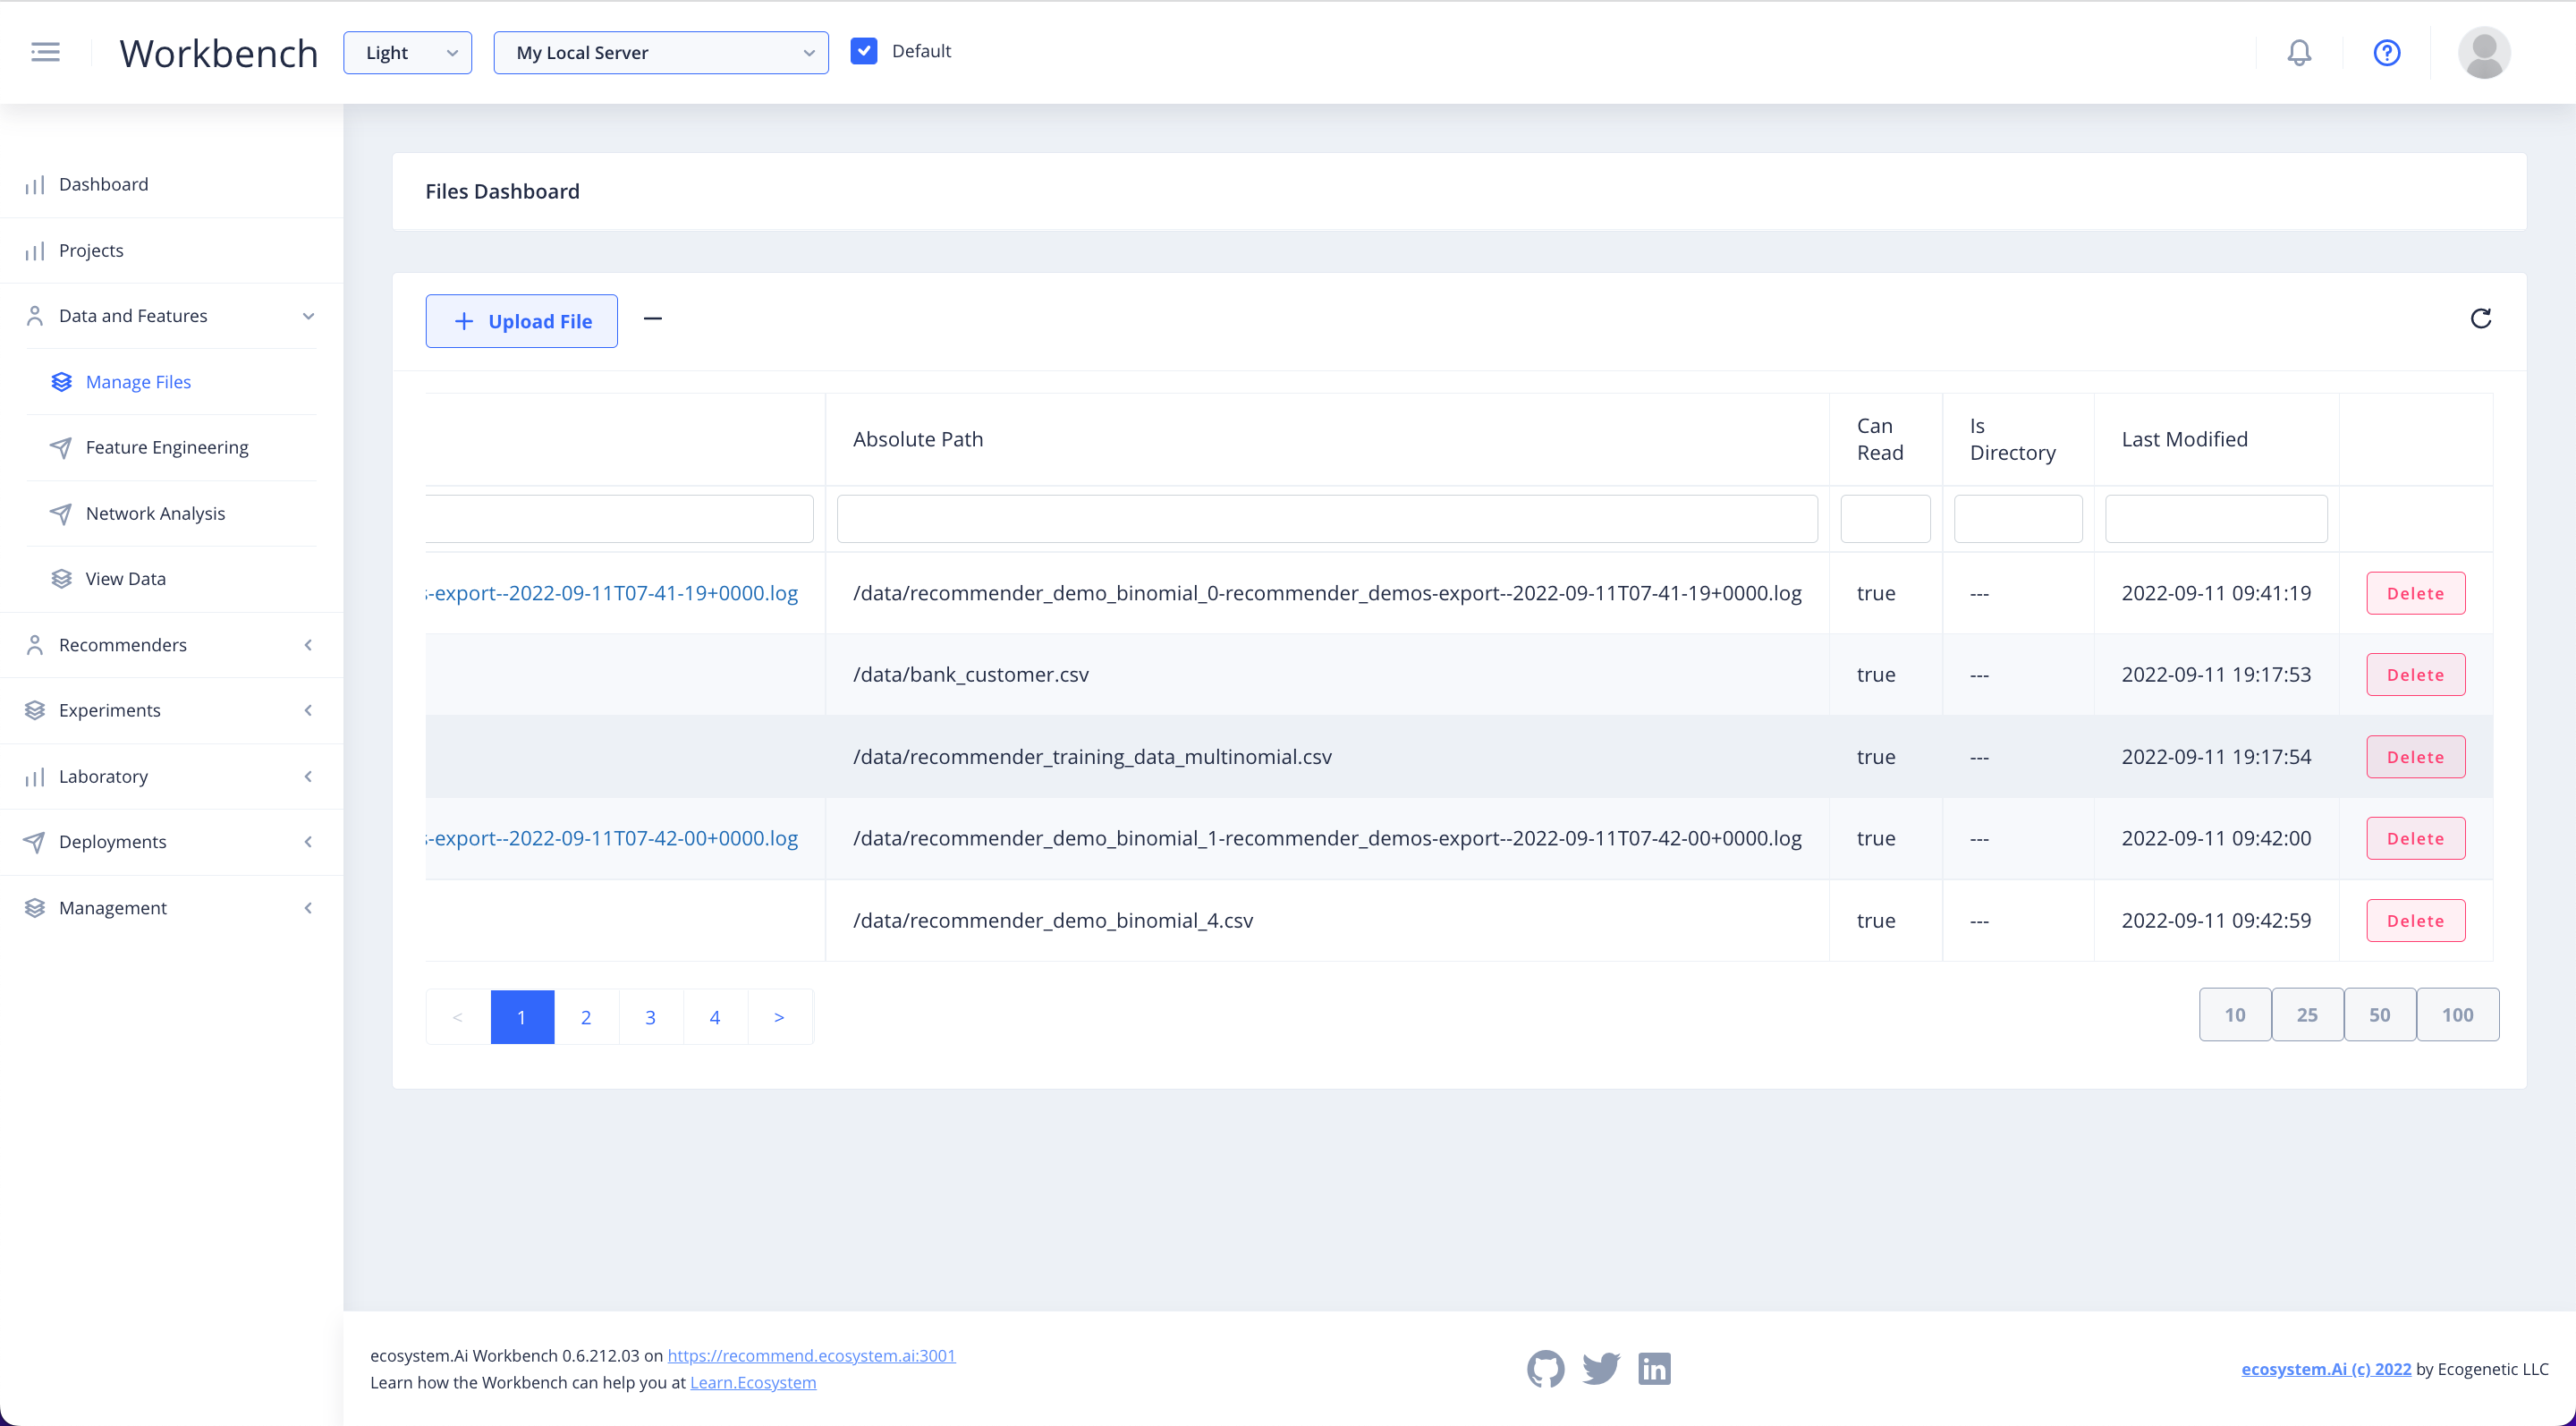 Workbench
Light
My Local Server
Default
Dashboard
Projects
Data and Features
Manage Files
Feature Engineering
Network Analysis
View Data
Recommenders
Experiments
Laboratory
Deployments
Management
Files Dashboard
+ Upload File
Absolute Path
Can Read
Is Directory
Last Modified
-export--2022-09-11T07-41-19+0000.log /data/recommender_demo_binomial_0-recommender_demos-export--2022-09-11T07-41-19+0000.log true --- 2022-09-11 09:41:19 Delete
/data/bank_customer.csv true --- 2022-09-11 19:17:53 Delete
/data/recommender_training_data_multinomial.csv true --- 2022-09-11 19:17:54 Delete
-export--2022-09-11T07-42-00+0000.log /data/recommender_demo_binomial_1-recommender_demos-export--2022-09-11T07-42-00+0000.log true --- 2022-09-11 09:42:00 Delete
/data/recommender_demo_binomial_4.csv true --- 2022-09-11 09:42:59 Delete
< 1 2 3 4 >
10 25 50 100
ecosystem.Ai Workbench 0.6.212.03 on https://recommend.ecosystem.ai:3001
Learn how the Workbench can help you at Learn.Ecosystem
ecosystem.Ai (c) 2022 by Ecogenetic LLC